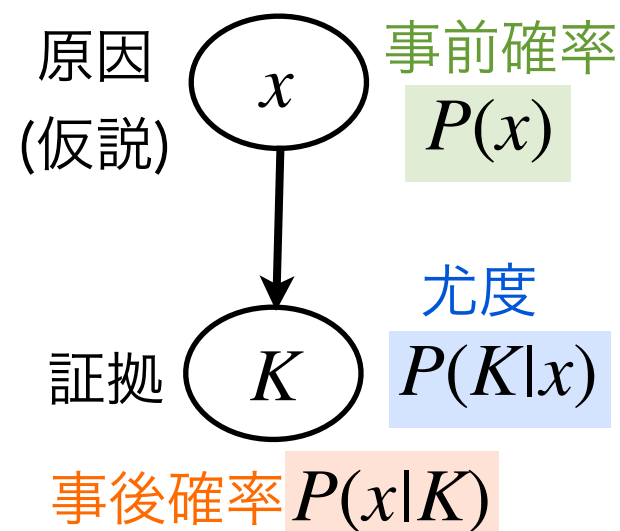 原因
(仮説)
x
事前確率
P(x)
尤度
証拠
K
P(K|x)
事後確率 P(x|K)